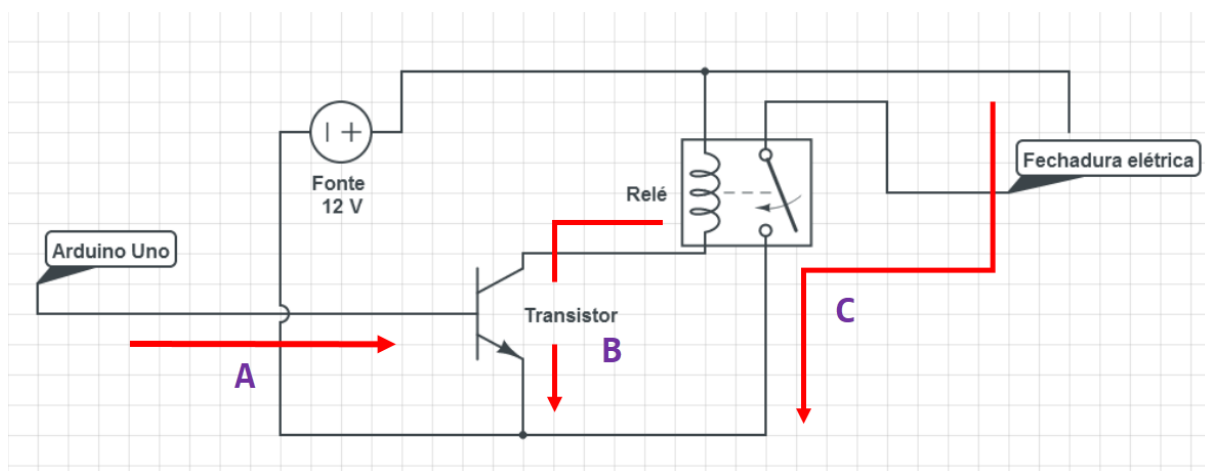 Fonte
12 V
Fechadura elétrica
Relé
Arduino Uno
Transistor
A
B
C